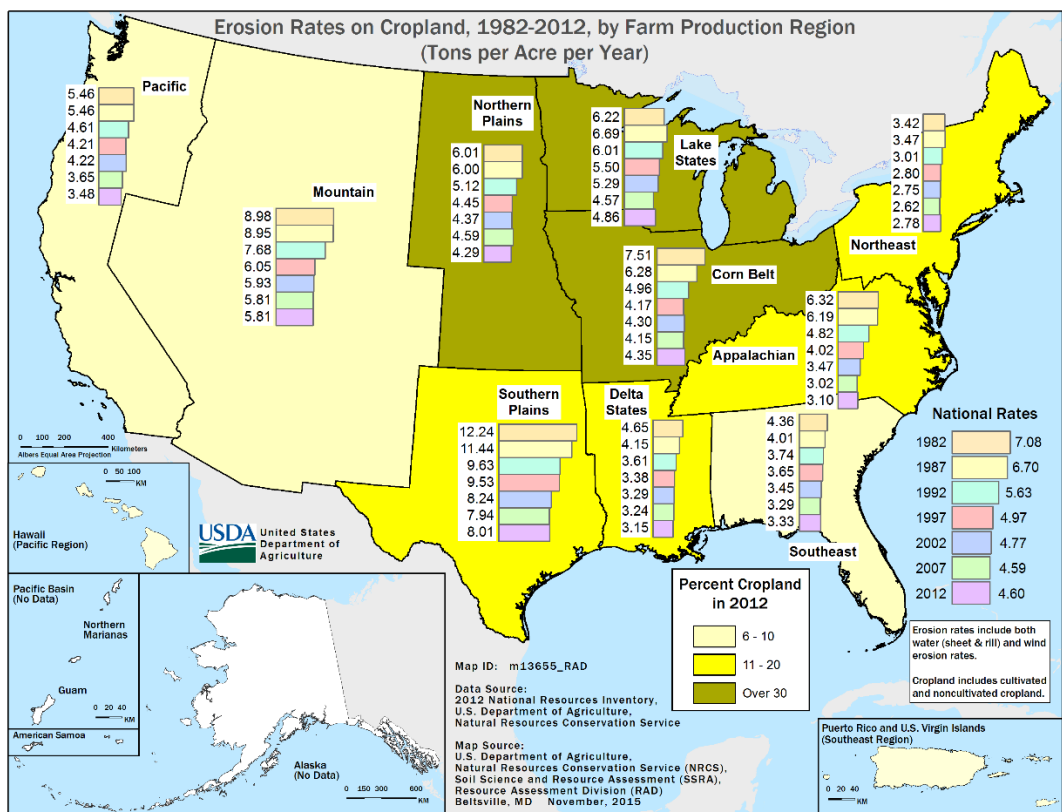 Erosion Rates on Cropland, 1982-2012, by Farm Production Region
(Tons per Acre per Year)
Pacific
5.46
5.46
4.61
4.21
4.22
3.65
3.48
Mountain
8.98
8.95
7.68
6.05
5.93
5.81
5.81
Northern
Plains
6.01
6.00
5.12
4.45
4.37
4.59
4.29
Lake
States
6.22
6.69
6.01
5.50
5.29
4.57
4.86
3.42
3.47
3.01
2.80
2.75
2.62
2.78
Northeast
Corn Belt
7.51
6.28
4.96
4.17
4.30
4.15
4.35
Appalachian
6.32
6.19
4.82
4.02
3.47
3.02
3.10
Southern
Plains
12.24
11.44
9.63
9.53
8.24
7.94
8.01
Delta
States
4.65
4.15
3.61
3.38
3.29
3.24
3.15
4.36
4.01
3.74
3.65
3.45
3.29
3.33
Southeast
National Rates
1982 7.08
1987 6.70
1992 5.63
1997 4.97
2002 4.77
2007 4.59
2012 4.60
0 100 200 400
Kilometers
Albers Equal Area Projection
0 50 100
KM
Hawaii
(Pacific Region)
USDA
United States
Department of
Agriculture
Pacific Basin
(No Data)
Northern
Marianas
Guam
0 20 40
KM
American Samoa
Alaska
(No Data)
0 150 300 600
KM
Map ID: m13655_RAD
Data Source:
2012 National Resources Inventory,
U.S. Department of Agriculture,
Natural Resources Conservation Service
Map Source:
U.S. Department of Agriculture,
Natural Resources Conservation Service (NRCS),
Soil Science and Resource Assessment (SSRA),
Resource Assessment Division (RAD)
Beltsville, MD November, 2015
Percent Cropland
in 2012
6 - 10
11 - 20
Over 30
Erosion rates include both
water (sheet & rill) and wind
erosion rates.
Cropland includes cultivated
and noncultivated cropland.
Puerto Rico and U.S. Virgin Islands
(Southeast Region)
0 20 40
KM